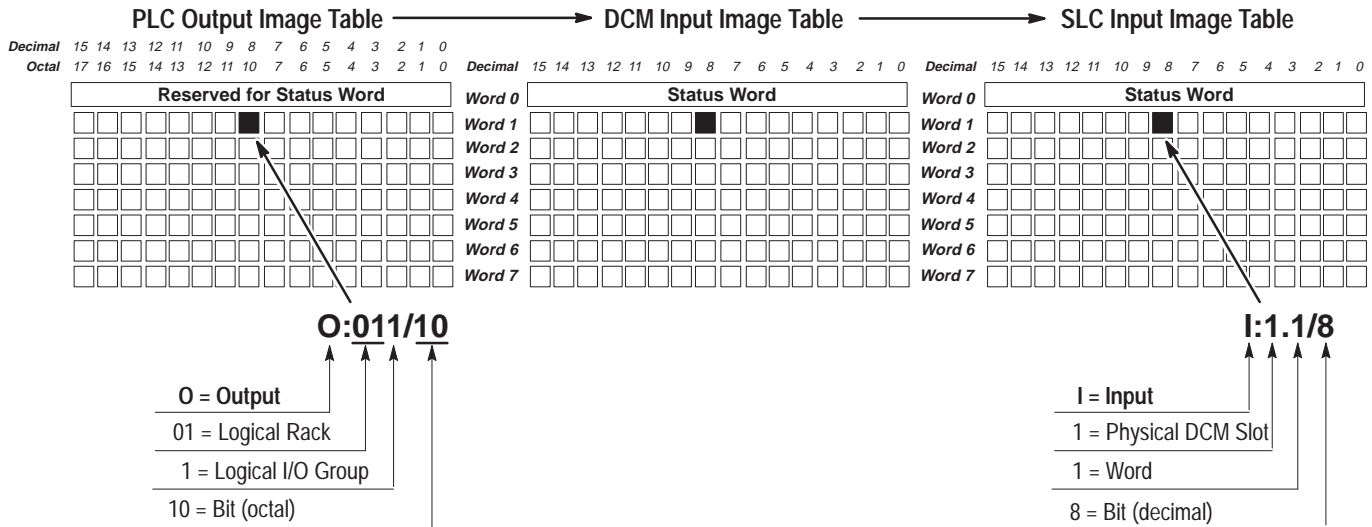 PLC Output Image Table
DCM Input Image Table
SLC Input Image Table
Decimal 15 14 13 12 11 10 9 8 7 6 5 4 3 2 1 0
Octal 17 16 15 14 13 12 11 10 7 6 5 4 3 2 1 0
Decimal 15 14 13 12 11 10 9 8 7 6 5 4 3 2 1 0
Decimal 15 14 13 12 11 10 9 8 7 6 5 4 3 2 1 0
Reserved for Status Word
Word 0
Status Word
Word 0
Status Word
Word 1
Word 1
Word 2
Word 2
Word 3
Word 3
Word 4
Word 4
Word 5
Word 5
Word 6
Word 6
Word 7
Word 7
O:011/10
I:1.1/8
O = Output
01 = Logical Rack
1 = Logical I/O Group
10 = Bit (octal)
I = Input
1 = Physical DCM Slot
1 = Word
8 = Bit (decimal)